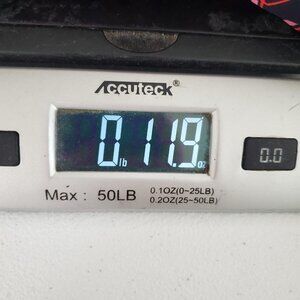 Accuteck®
0 lb 11.9 oz
0.0
Max : 50LB
0.1OZ(0~25LB)
0.2OZ(25~50LB)